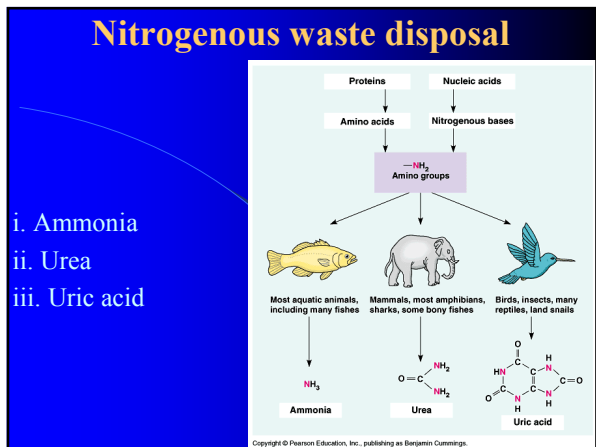 Nitrogenous waste disposal
i. Ammonia
ii. Urea
iii. Uric acid
Proteins
Nucleic acids
Amino acids
Nitrogenous bases
—NH₂
Amino groups
Most aquatic animals,
including many fishes
Mammals, most amphibians,
sharks, some bony fishes
Birds, insects, many
reptiles, land snails
NH₃
Ammonia
NH₂
O=C
NH₂
Urea
O
H
C
N
HN
C
C=O
C
C
O
N
N
H
H
Uric acid
Copyright © Pearson Education, Inc., publishing as Benjamin Cummings.